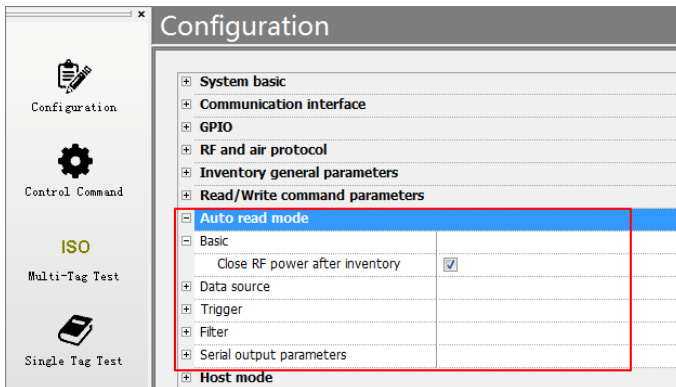 Configuration
Configuration
Control Command
ISO
Multi-Tag Test
Single Tag Test
System basic
Communication interface
GPIO
RF and air protocol
Inventory general parameters
Read/Write command parameters
Auto read mode
Basic
Close RF power after inventory
Data source
Trigger
Filter
Serial output parameters
Host mode